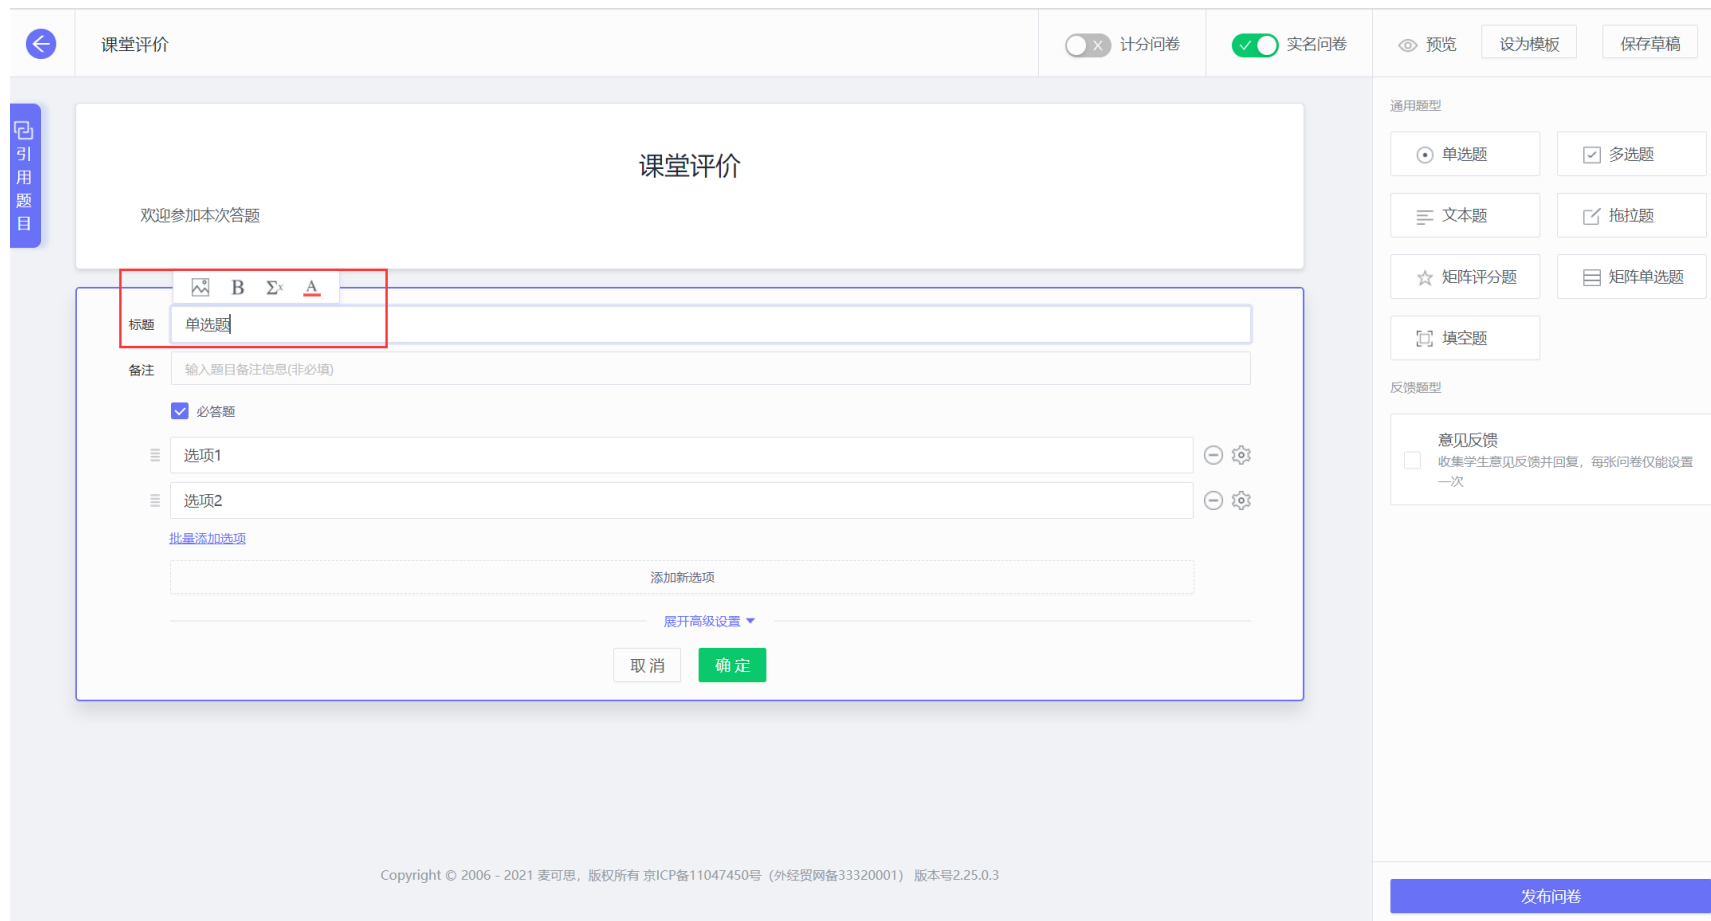 课堂评价
计分问卷
实名问卷
预览
设为模板
保存草稿
引用题目
课堂评价
欢迎参加本次答题
B Σx A
标题 单选题
备注 输入题目备注信息(非必填)
必答题
选项1
选项2
批量添加选项
添加新选项
展开高级设置
取消 确定
Copyright © 2006 - 2021 麦可思，版权所有 京ICP备11047450号（外经贸网备33320001） 版本号2.25.0.3
通用题型
单选题 多选题
文本题 拖拉题
矩阵评分题 矩阵单选题
填空题
反馈题型
意见反馈
收集学生意见反馈并回复，每张问卷仅能设置
一次
发布问卷